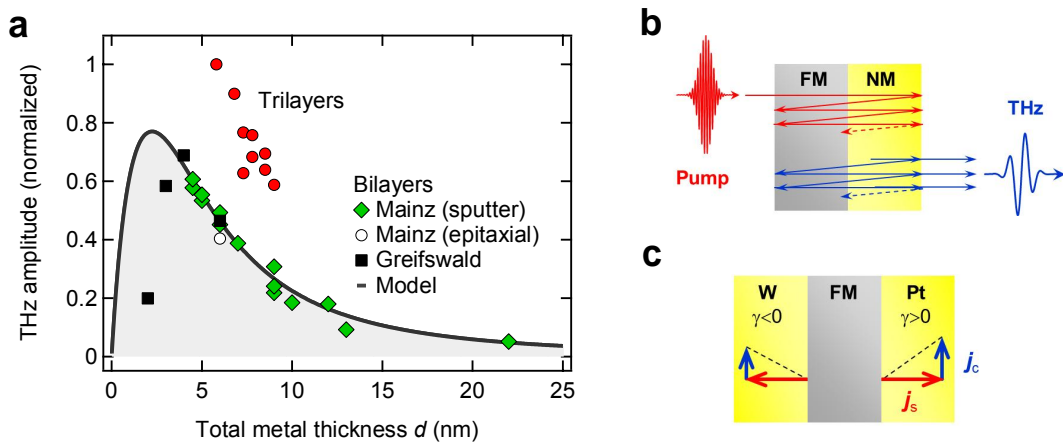 a
THz amplitude (normalized)
1
0.8
0.6
0.4
0.2
0
0
5
10
15
20
25
Total metal thickness d (nm)
Trilayers
Bilayers
Mainz (sputter)
Mainz (epitaxial)
Greifswald
Model
b
FM NM
Pump
THz
c
W FM Pt
γ<0 γ>0
jc
js